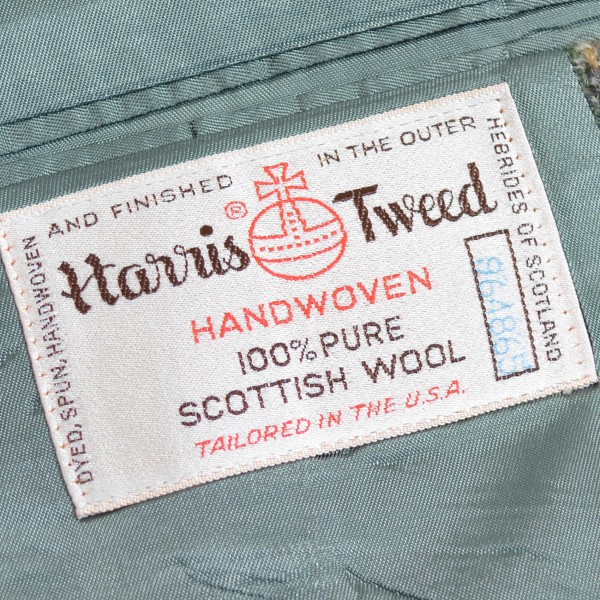 DYED, SPUN, HANDWOVEN AND FINISHED IN THE OUTER HEBRIDES OF SCOTLAND
Harris ® Tweed
HANDWOVEN
100% PURE
SCOTTISH WOOL
TAILORED IN THE U.S.A.